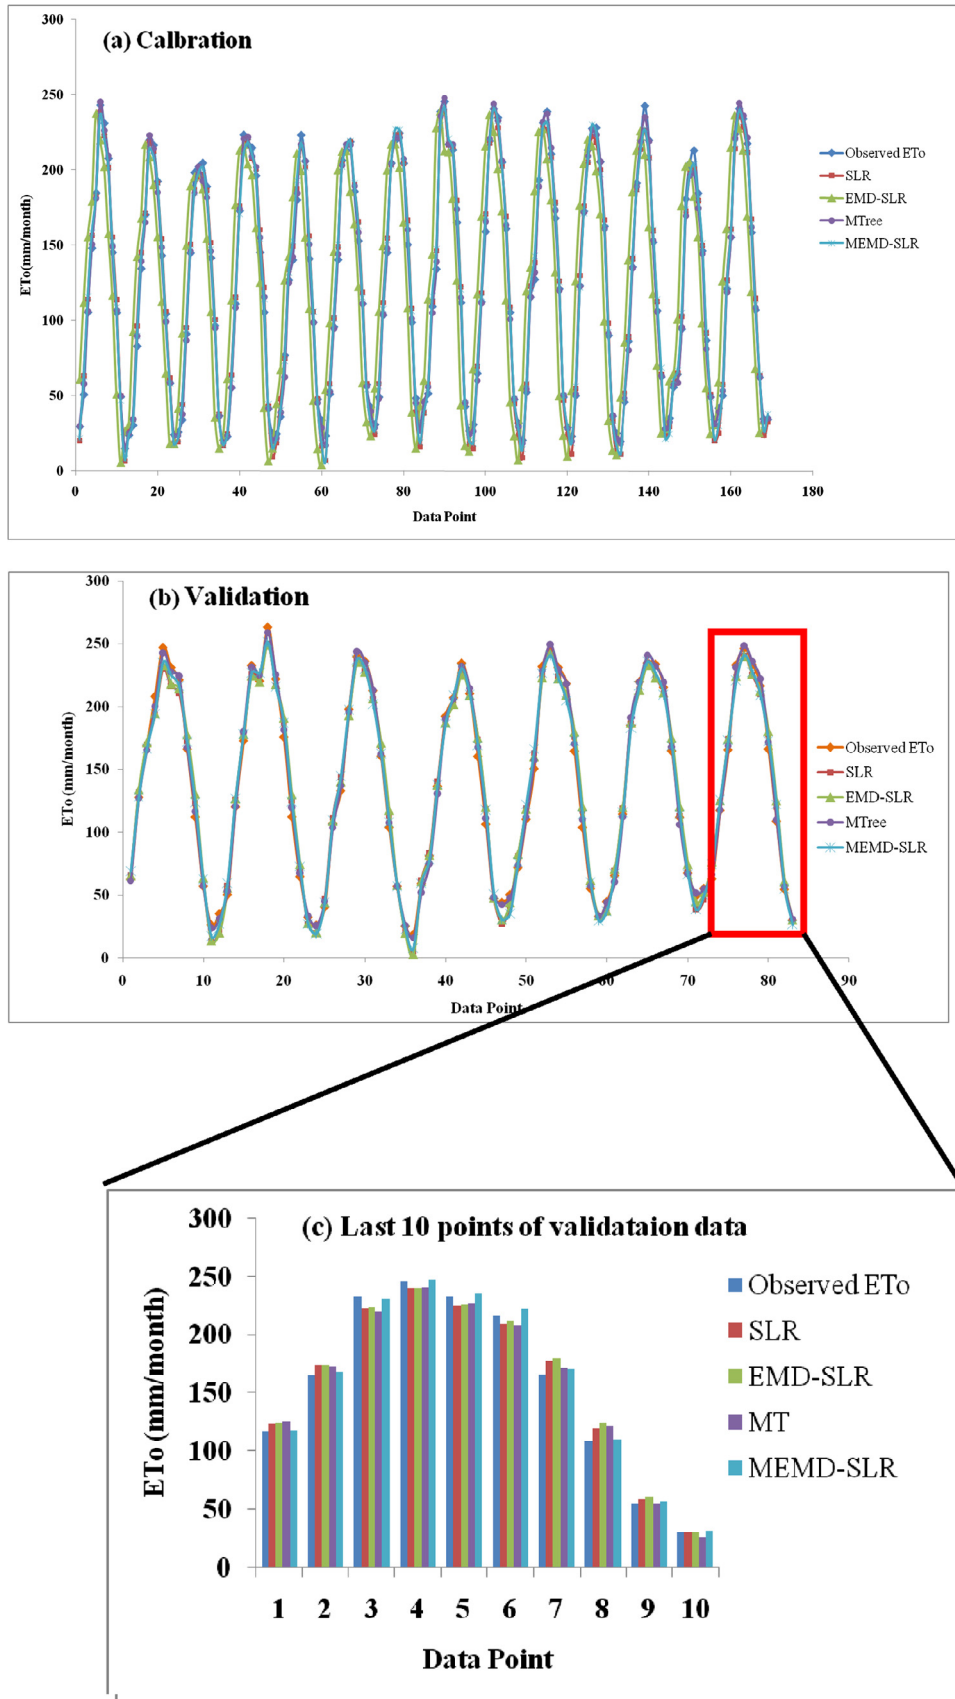 (a) Calbration
300
250
200
150
100
50
0
ETo(mm/month)
0 20 40 60 80 100 120 140 160 180
Data Point
Observed ETo
SLR
EMD-SLR
MTree
MEMD-SLR
(b) Validation
300
250
200
150
100
50
0
ETo (mm/month)
0 10 20 30 40 50 60 70 80 90
Data Point
Observed ETo
SLR
EMD-SLR
MTree
MEMD-SLR
(c) Last 10 points of validataion data
300
250
200
150
100
50
0
ETo (mm/month)
1 2 3 4 5 6 7 8 9 10
Data Point
Observed ETo
SLR
EMD-SLR
MT
MEMD-SLR